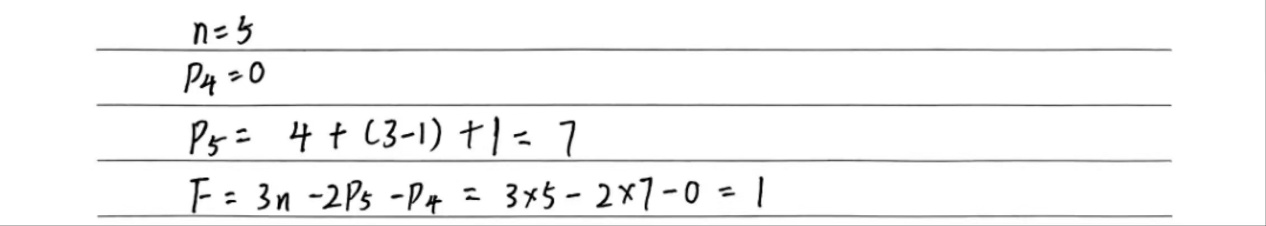 n=5
P4=0
P5= 4+(3-1)+1=7
F=3n-2P5-P4=3×5-2×7-0=1